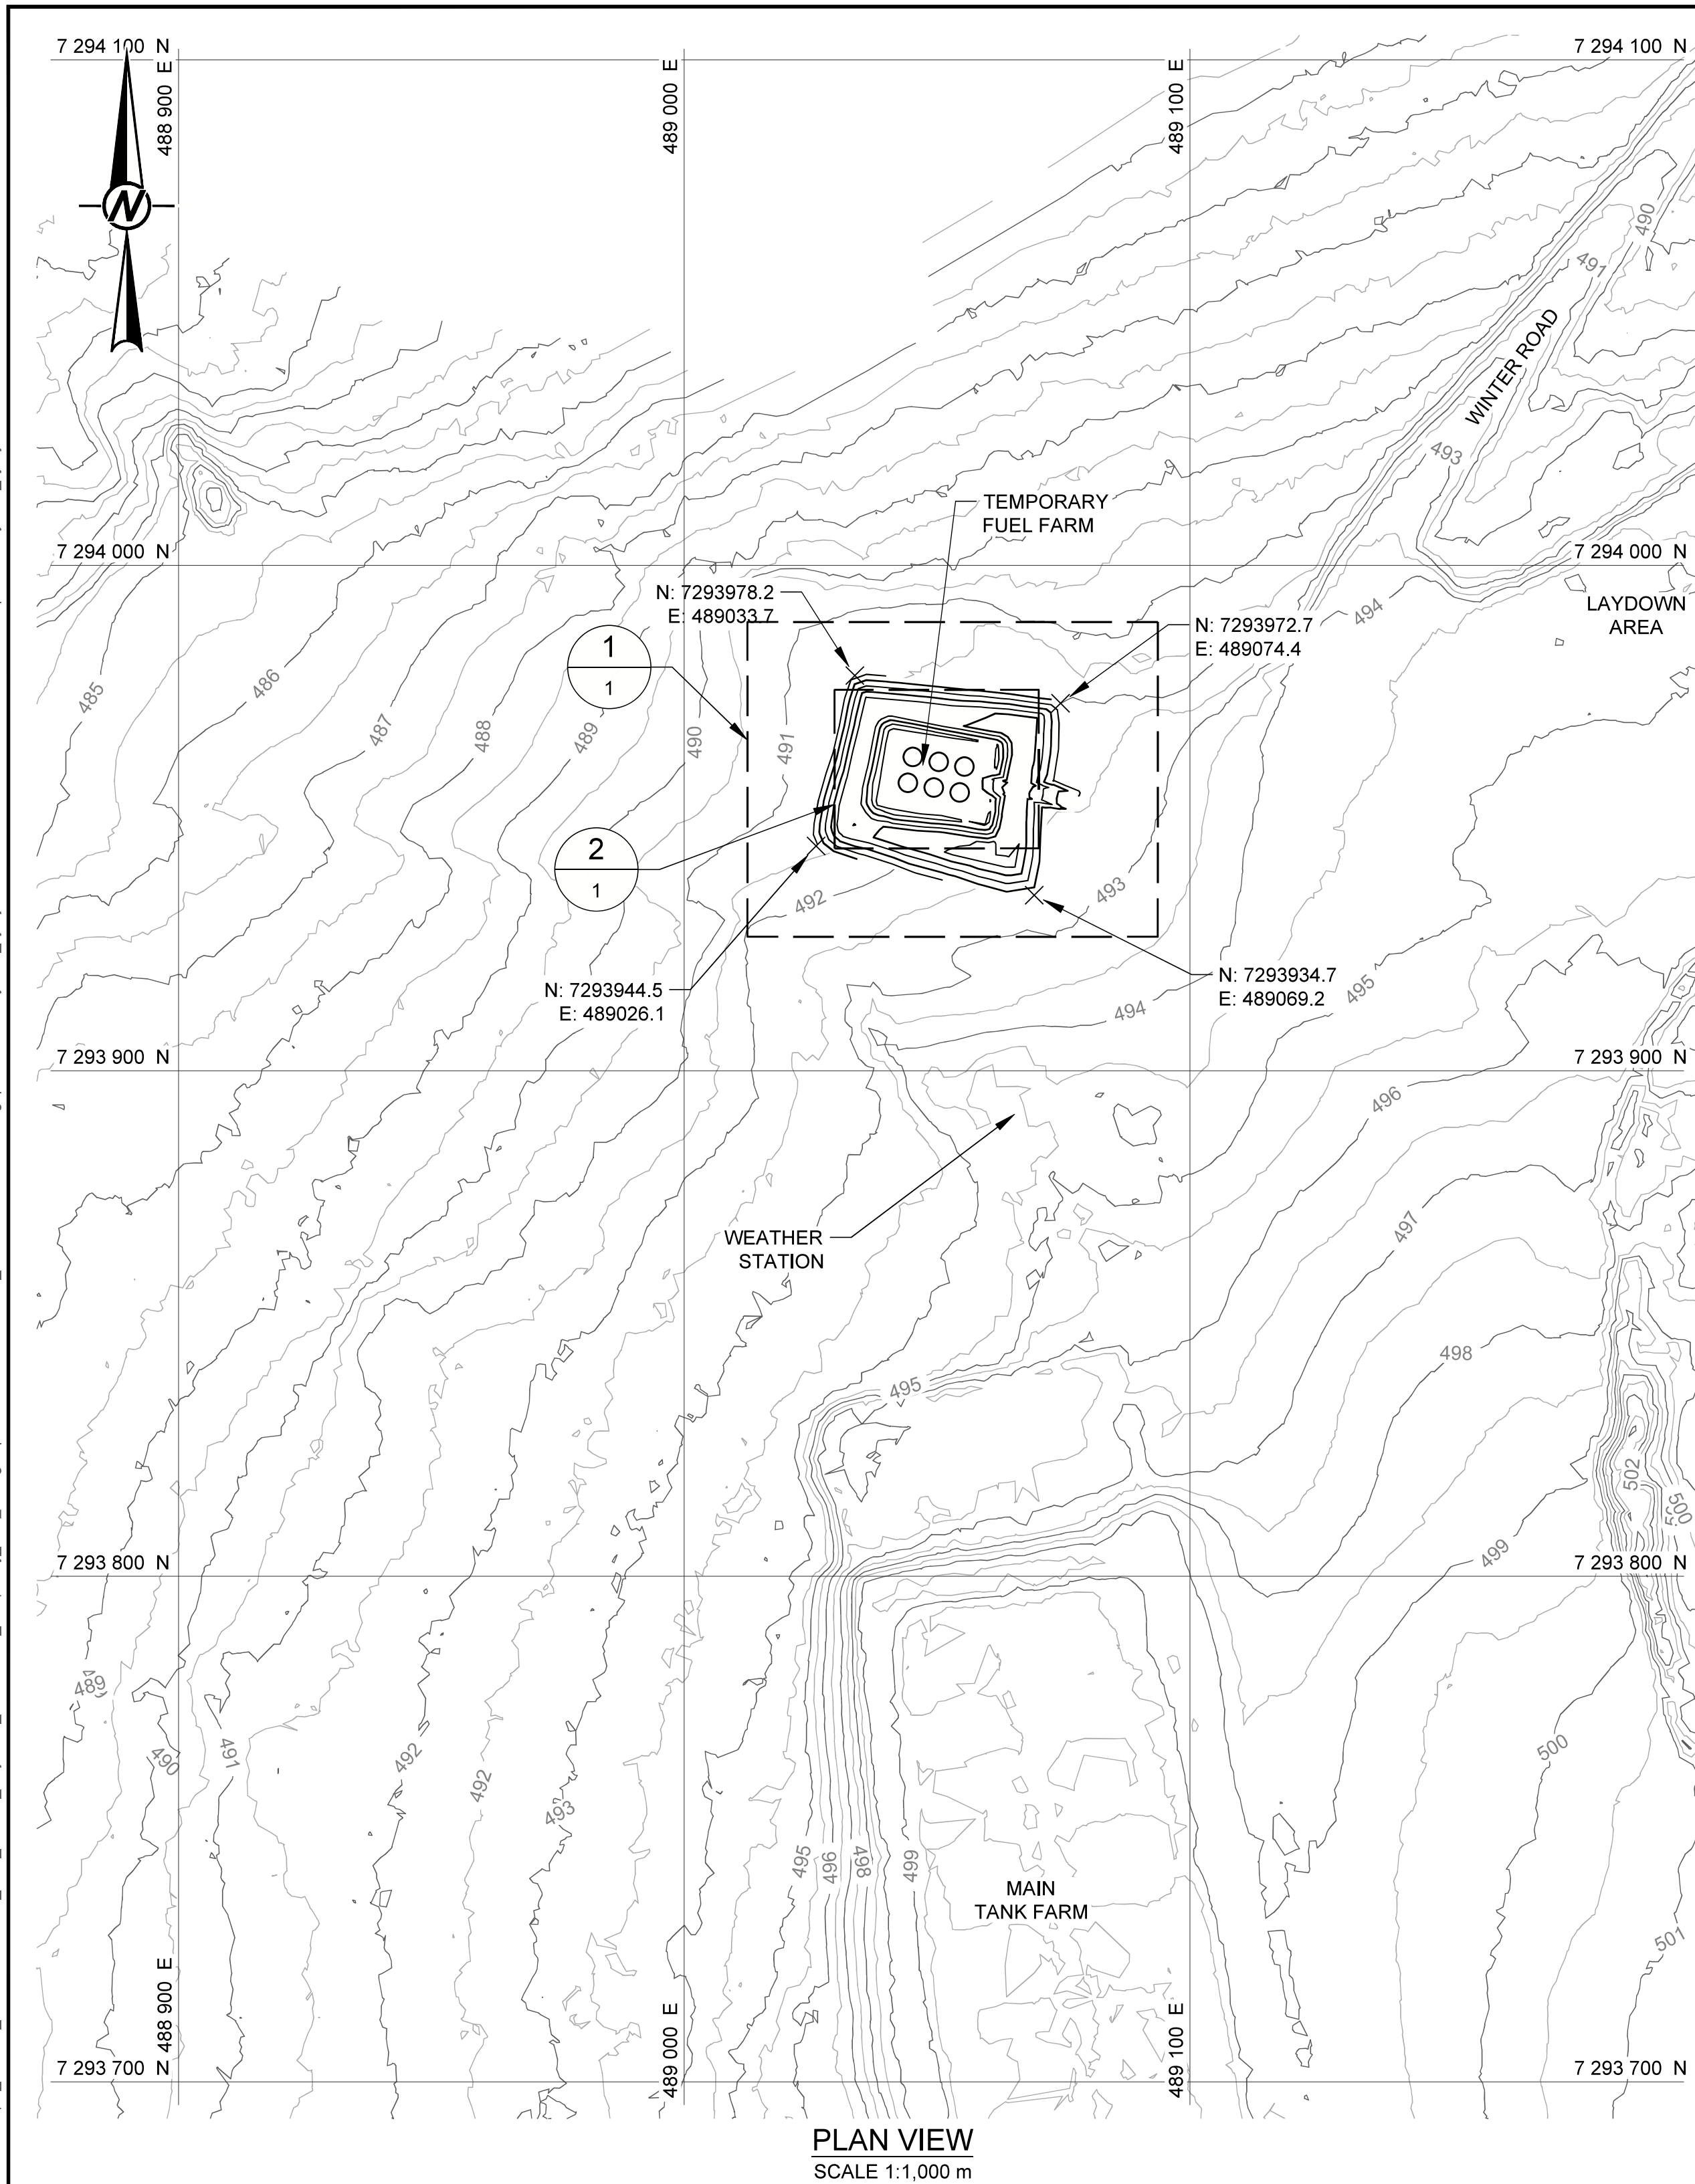 7 294 100 N
7 294 100 N
488 900 E
489 000 E
489 100 E
N
490
491
WINTER ROAD
493
TEMPORARY
FUEL FARM
7 294 000 N
7 294 000 N
N: 7293978.2
E: 489033.7
494
LAYDOWN
AREA
N: 7293972.7
E: 489074.4
1
1
485
486
487
488
489
490
491
2
1
492
493
N: 7293944.5
E: 489026.1
N: 7293934.7
E: 489069.2
494
495
7 293 900 N
7 293 900 N
496
WEATHER
STATION
497
498
495
502
500
499
7 293 800 N
7 293 800 N
489
490
491
492
492
493
500
495
496
498
499
MAIN
TANK FARM
501
488 900 E
489 000 E
489 100 E
7 293 700 N
7 293 700 N
PLAN VIEW
SCALE 1:1,000 m